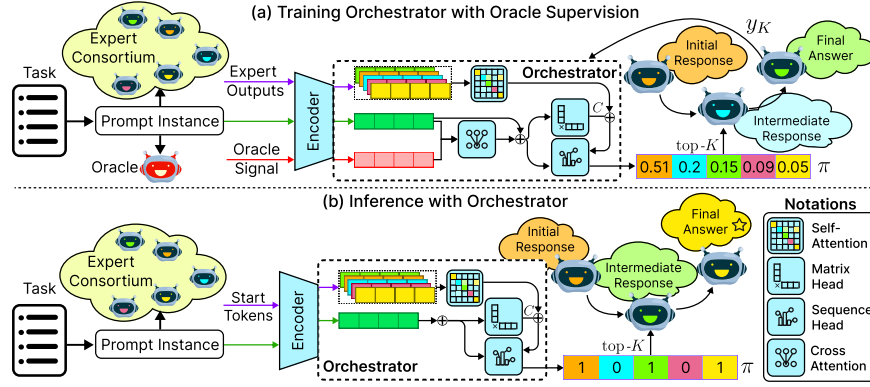 (a) Training Orchestrator with Oracle Supervision
Task
Expert
Consortium
Prompt Instance
Oracle
Expert
Outputs
Oracle
Signal
Encoder
Orchestrator
C
y_K
Initial
Response
Final
Answer
Intermediate
Response
top-K
0.51 0.2 0.15 0.09 0.05 π
(b) Inference with Orchestrator
Task
Expert
Consortium
Prompt Instance
Start
Tokens
Encoder
Orchestrator
C
Initial
Response
Intermediate
Response
Final
Answer
top-K
1 0 1 0 1 π
Notations
Self-
Attention
Matrix
Head
Sequence
Head
Cross
Attention